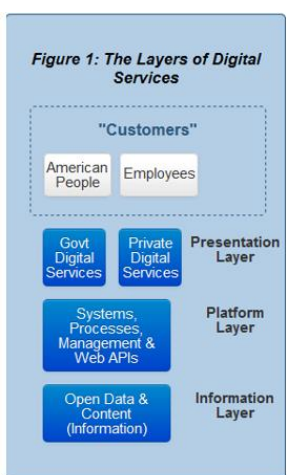 Figure 1: The Layers of Digital
Services
"Customers"
American
People
Employees
Govt
Digital
Services
Private
Digital
Services
Presentation
Layer
Systems,
Processes,
Management &
Web APIs
Platform
Layer
Open Data &
Content
(Information)
Information
Layer